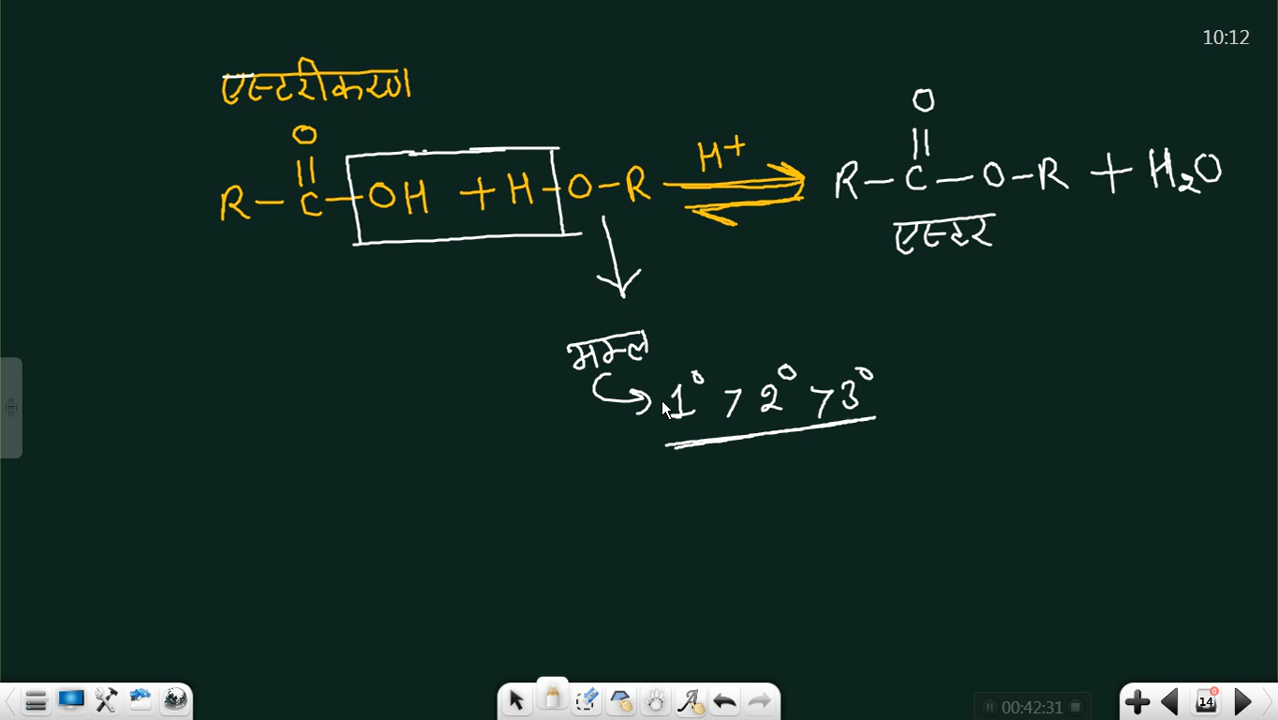 10:12
एस्टरीकरण
O
||
R – C – OH + H – O – R ⇌ H+ R – C – O – R + H₂O
O
||
एस्टर
अम्ल
1° > 2° > 3°
14
00:42:31